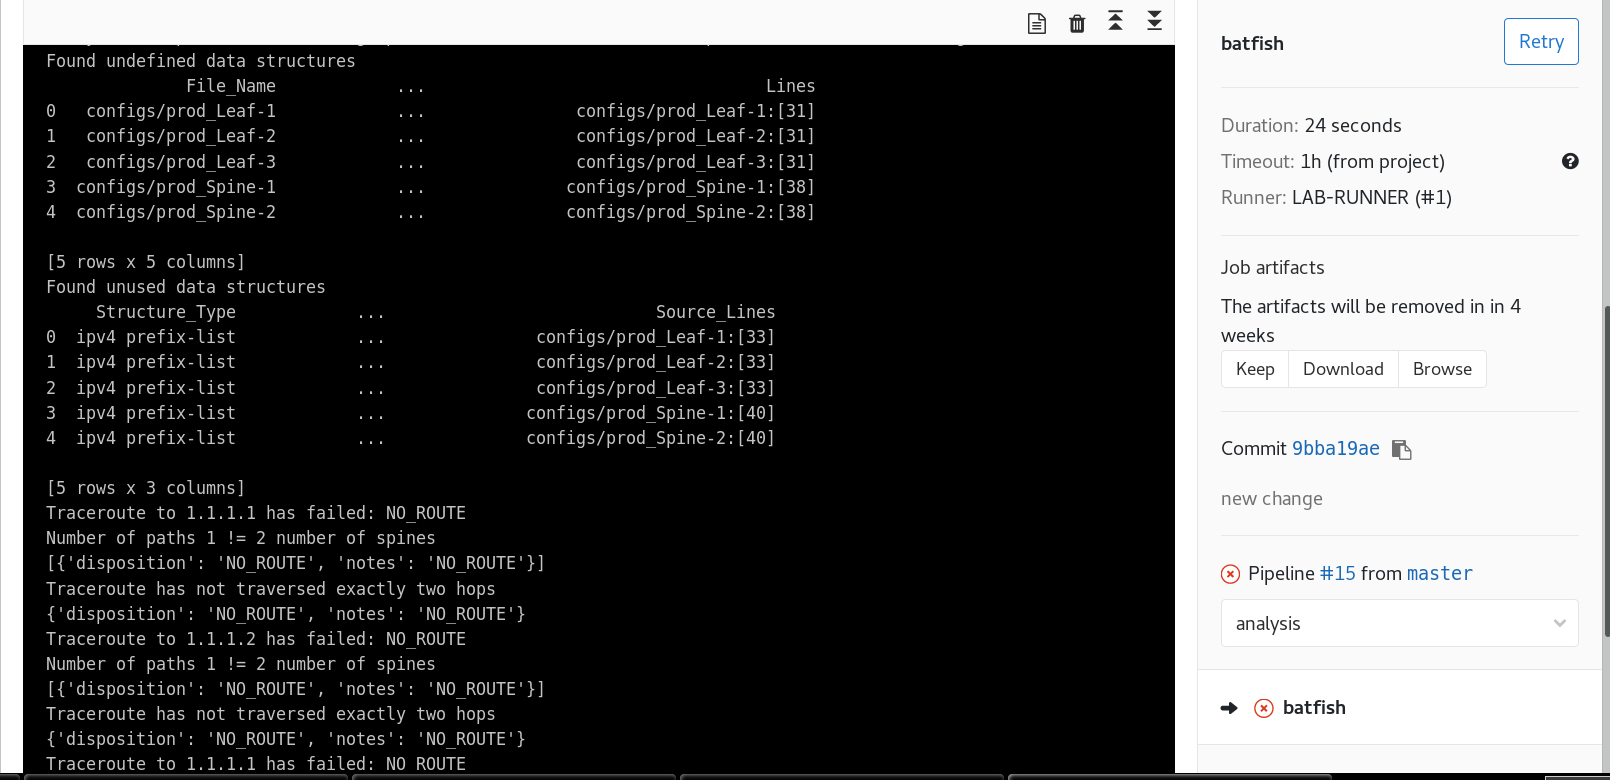 Found undefined data structures
File_Name ... Lines
0 configs/prod_Leaf-1 ... configs/prod_Leaf-1:[31]
1 configs/prod_Leaf-2 ... configs/prod_Leaf-2:[31]
2 configs/prod_Leaf-3 ... configs/prod_Leaf-3:[31]
3 configs/prod_Spine-1 ... configs/prod_Spine-1:[38]
4 configs/prod_Spine-2 ... configs/prod_Spine-2:[38]
[5 rows x 5 columns]
Found unused data structures
Structure_Type ... Source_Lines
0 ipv4 prefix-list ... configs/prod_Leaf-1:[33]
1 ipv4 prefix-list ... configs/prod_Leaf-2:[33]
2 ipv4 prefix-list ... configs/prod_Leaf-3:[33]
3 ipv4 prefix-list ... configs/prod_Spine-1:[40]
4 ipv4 prefix-list ... configs/prod_Spine-2:[40]
[5 rows x 3 columns]
Traceroute to 1.1.1.1 has failed: NO_ROUTE
Number of paths 1 != 2 number of spines
[{'disposition': 'NO_ROUTE', 'notes': 'NO_ROUTE'}]
Traceroute has not traversed exactly two hops
{'disposition': 'NO_ROUTE', 'notes': 'NO_ROUTE'}
Traceroute to 1.1.1.2 has failed: NO_ROUTE
Number of paths 1 != 2 number of spines
[{'disposition': 'NO_ROUTE', 'notes': 'NO_ROUTE'}]
Traceroute has not traversed exactly two hops
{'disposition': 'NO_ROUTE', 'notes': 'NO_ROUTE'}
Traceroute to 1.1.1.1 has failed: NO_ROUTE
batfish
Retry
Duration: 24 seconds
Timeout: 1h (from project)
Runner: LAB-RUNNER (#1)
Job artifacts
The artifacts will be removed in in 4
weeks
Keep Download Browse
Commit 9bba19ae
new change
Pipeline #15 from master
analysis
batfish